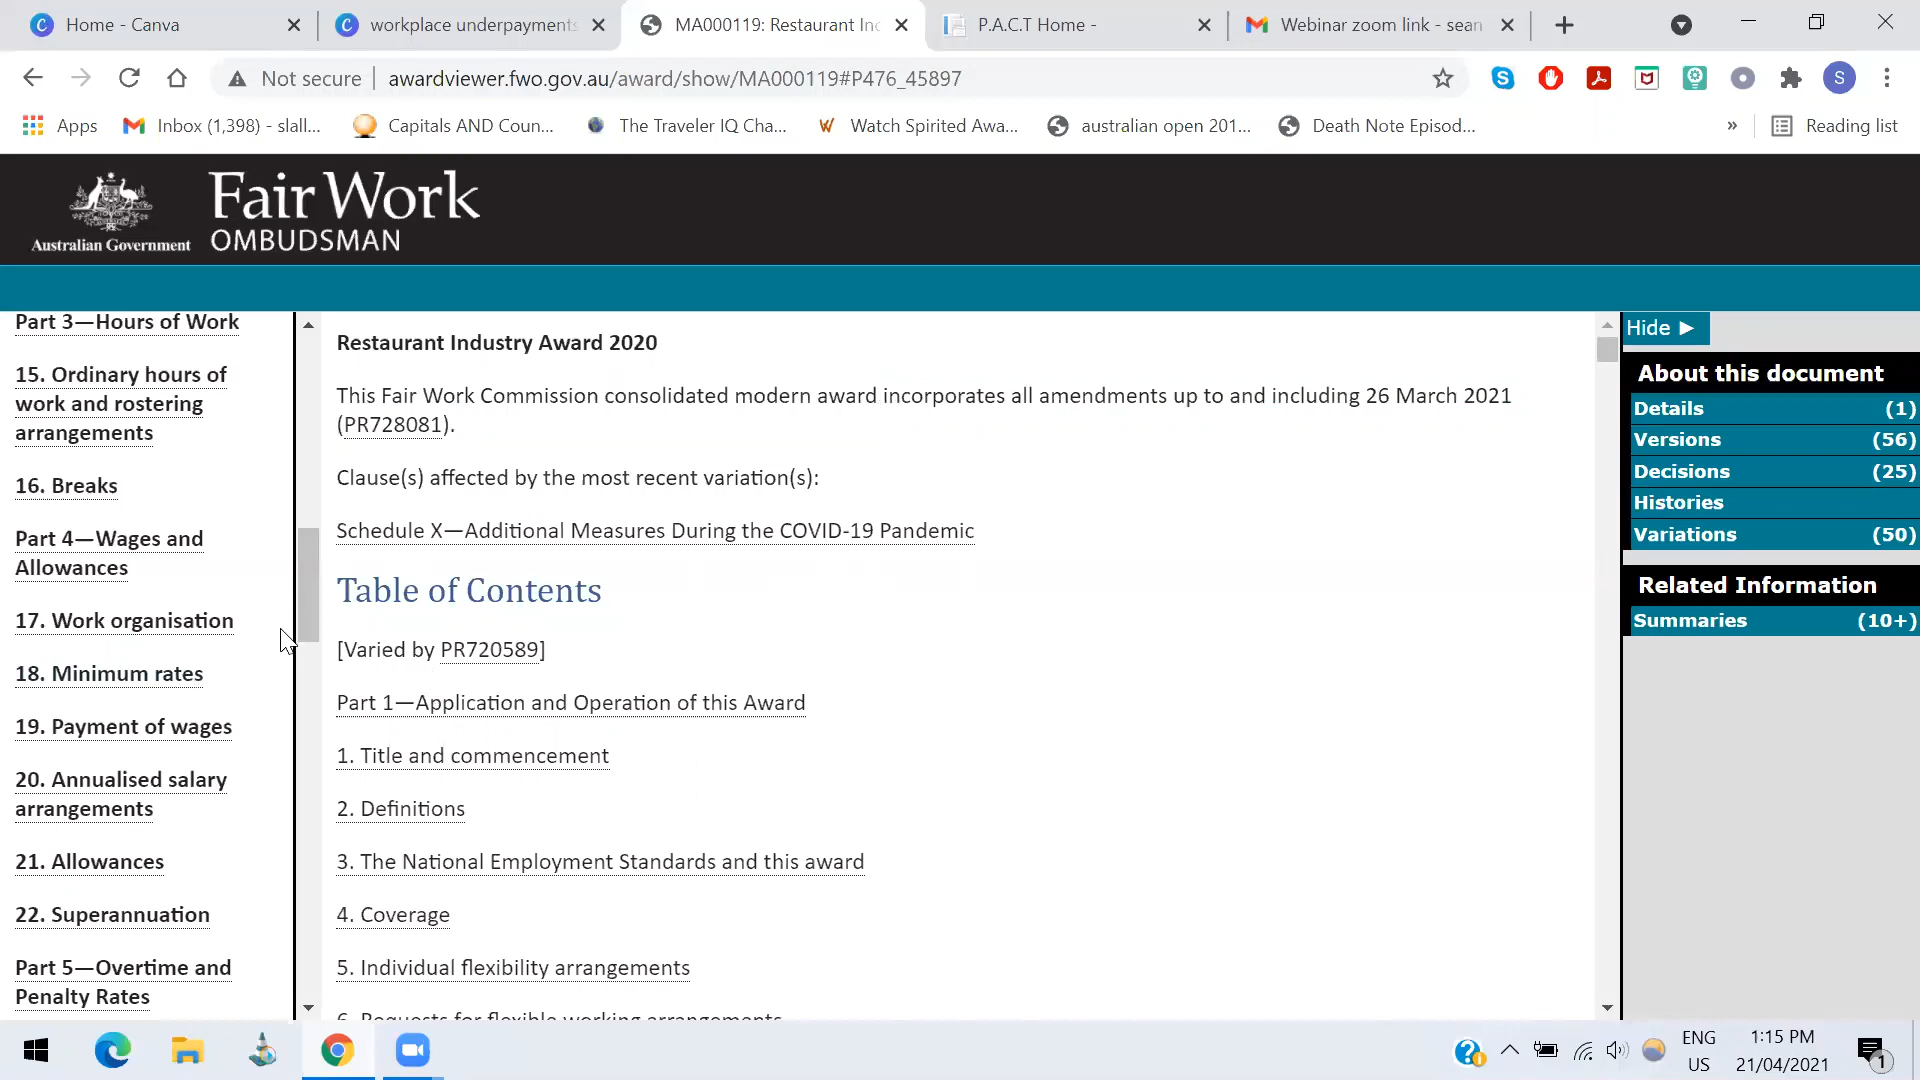 Home - Canva
workplace underpayments
MA000119: Restaurant Inc
P.A.C.T Home -
Webinar zoom link - sean
Not secure
awardviewer.fwo.gov.au/award/show/MA000119#P476_45897
S
Apps
Inbox (1,398) - slall...
Capitals AND Coun...
The Traveler IQ Cha...
Watch Spirited Awa...
australian open 201...
Death Note Episod...
»
Reading list
Australian Government
Fair Work
OMBUDSMAN
Part 3—Hours of Work
15. Ordinary hours of
work and rostering
arrangements
16. Breaks
Part 4—Wages and
Allowances
17. Work organisation
18. Minimum rates
19. Payment of wages
20. Annualised salary
arrangements
21. Allowances
22. Superannuation
Part 5—Overtime and
Penalty Rates
Restaurant Industry Award 2020
This Fair Work Commission consolidated modern award incorporates all amendments up to and including 26 March 2021
(PR728081).
Clause(s) affected by the most recent variation(s):
Schedule X—Additional Measures During the COVID-19 Pandemic
Table of Contents
[Varied by PR720589]
Part 1—Application and Operation of this Award
1. Title and commencement
2. Definitions
3. The National Employment Standards and this award
4. Coverage
5. Individual flexibility arrangements
6. Requests for flexible working arrangements
Hide ►
About this document
Details (1)
Versions (56)
Decisions (25)
Histories
Variations (50)
Related Information
Summaries (10+)
ENG
US
1:15 PM
21/04/2021
1